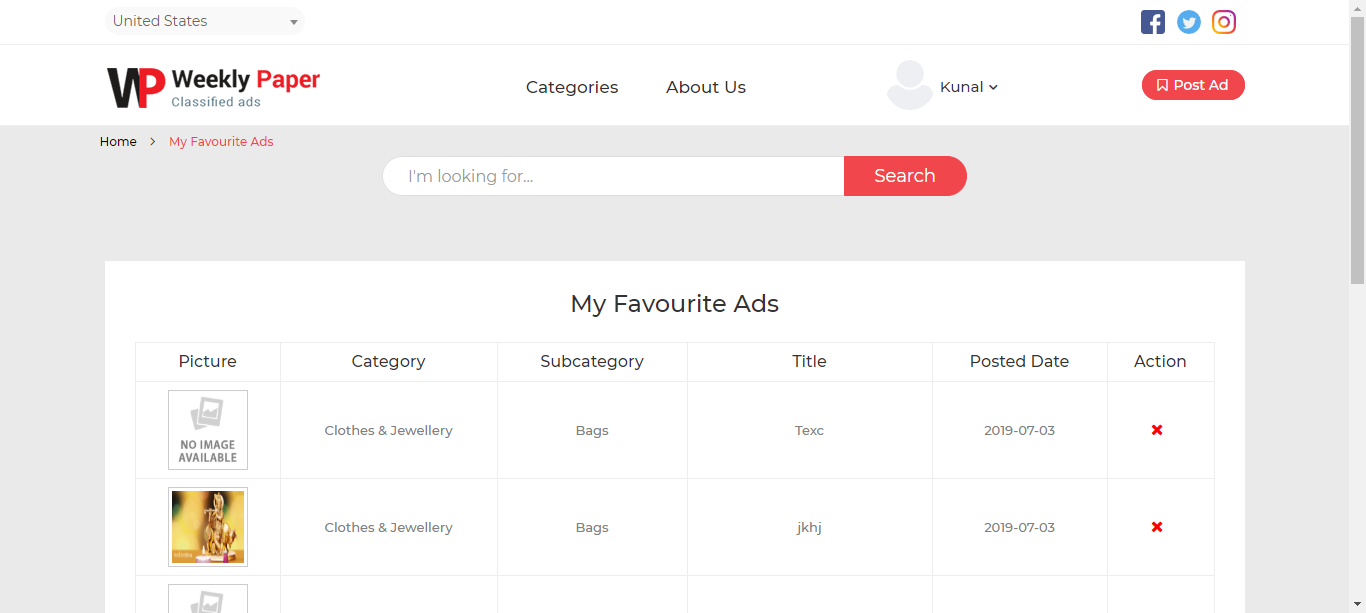 United States
WP Weekly Paper
Classified ads
Categories
About Us
Kunal
Post Ad
Home > My Favourite Ads
I'm looking for...
Search
My Favourite Ads
Picture Category Subcategory Title Posted Date Action
NO IMAGE
AVAILABLE
Clothes & Jewellery Bags Texc 2019-07-03
Clothes & Jewellery Bags jkhj 2019-07-03